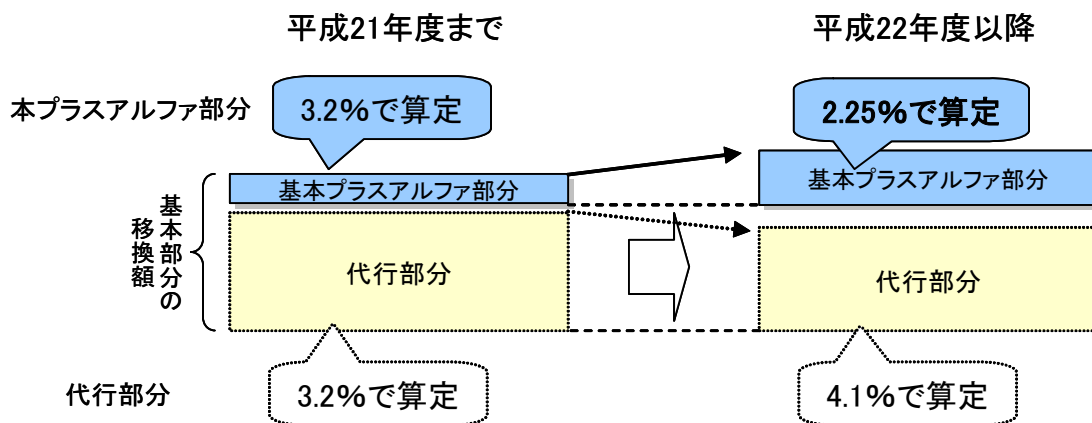 平成21年度まで
平成22年度以降
本プラスアルファ部分
3.2%で算定
2.25%で算定
基本プラスアルファ部分
基本プラスアルファ部分
基本部分の
移換額
代行部分
代行部分
代行部分
3.2%で算定
4.1%で算定